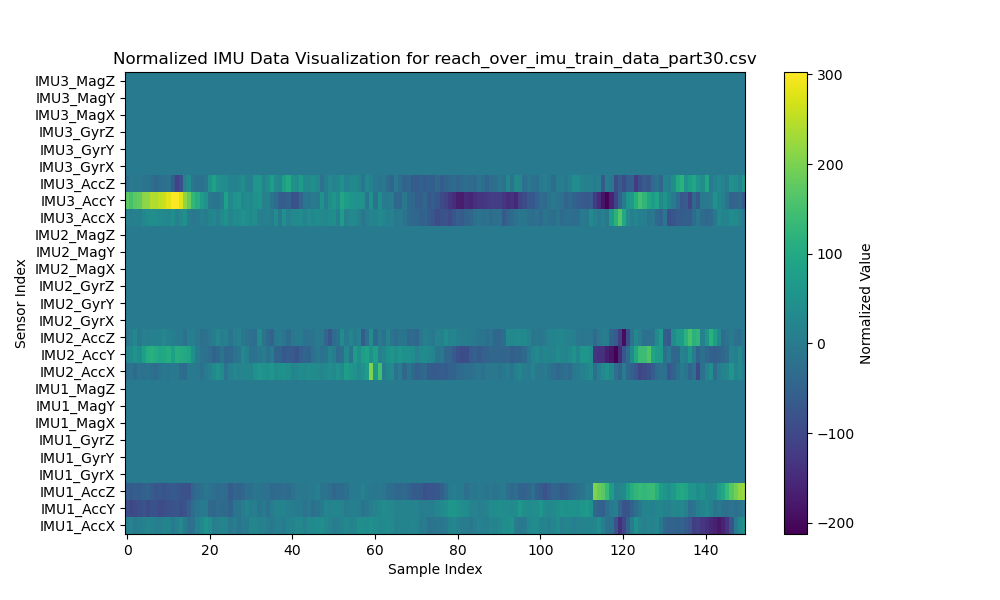 Normalized IMU Data Visualization for reach_over_imu_train_data_part30.csv
IMU3_MagZ
IMU3_MagY
IMU3_MagX
IMU3_GyrZ
IMU3_GyrY
IMU3_GyrX
IMU3_AccZ
IMU3_AccY
IMU3_AccX
IMU2_MagZ
IMU2_MagY
IMU2_MagX
IMU2_GyrZ
IMU2_GyrY
IMU2_GyrX
IMU2_AccZ
IMU2_AccY
IMU2_AccX
IMU1_MagZ
IMU1_MagY
IMU1_MagX
IMU1_GyrZ
IMU1_GyrY
IMU1_GyrX
IMU1_AccZ
IMU1_AccY
IMU1_AccX
Sensor Index
0 20 40 60 80 100 120 140
Sample Index
300
200
100
0
−100
−200
Normalized Value